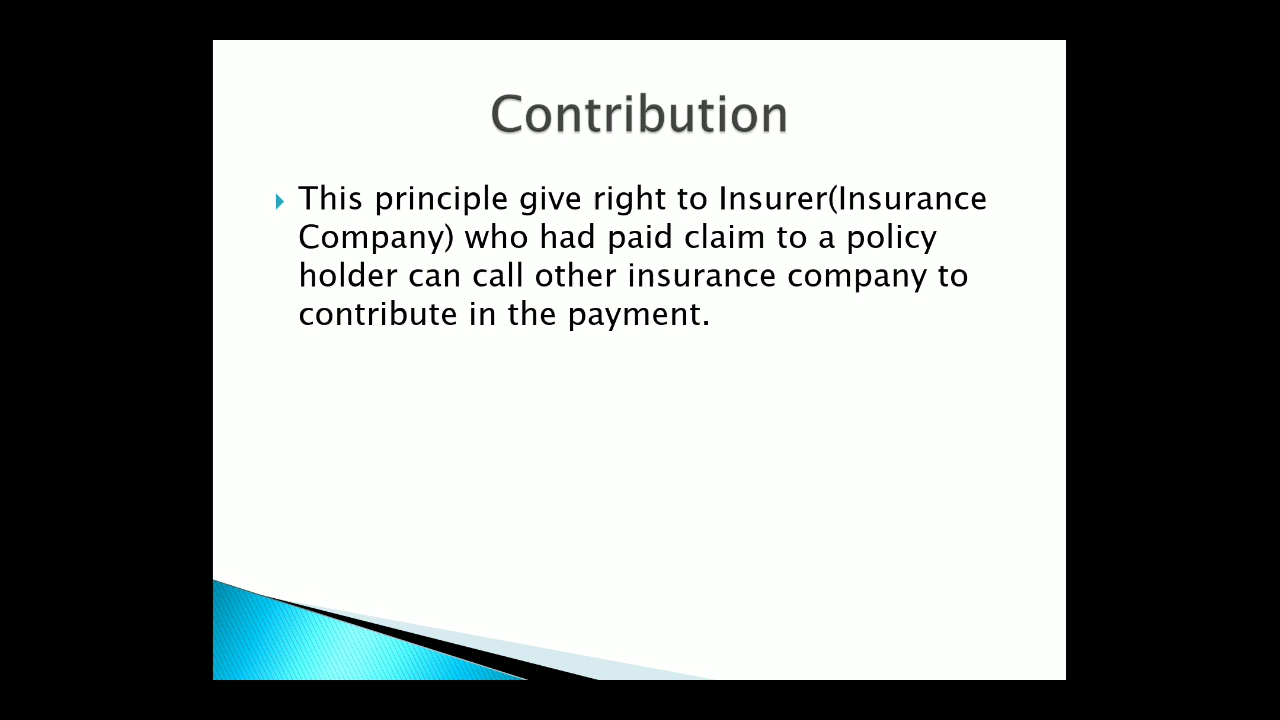 Contribution
This principle give right to Insurer(Insurance
Company) who had paid claim to a policy
holder can call other insurance company to
contribute in the payment.